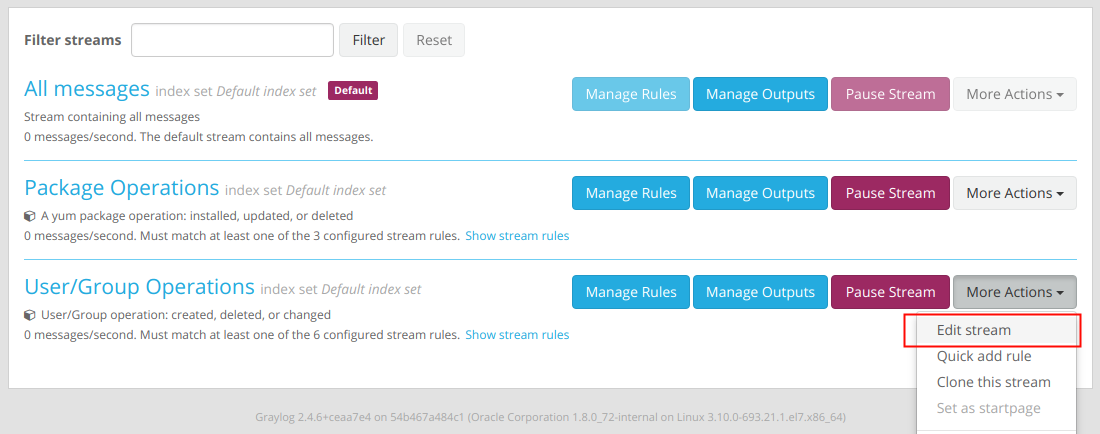 Filter streams Filter Reset
All messages index set Default index set Default Manage Rules Manage Outputs Pause Stream More Actions
Stream containing all messages
0 messages/second. The default stream contains all messages.
Package Operations index set Default index set Manage Rules Manage Outputs Pause Stream More Actions
A yum package operation: installed, updated, or deleted
0 messages/second. Must match at least one of the 3 configured stream rules. Show stream rules
User/Group Operations index set Default index set Manage Rules Manage Outputs Pause Stream More Actions
User/Group operation: created, deleted, or changed
0 messages/second. Must match at least one of the 6 configured stream rules. Show stream rules
Edit stream
Quick add rule
Clone this stream
Set as startpage
Graylog 2.4.6+ceaa7e4 on 54b467a484c1 (Oracle Corporation 1.8.0_72-internal on Linux 3.10.0-693.21.1.el7.x86_64)